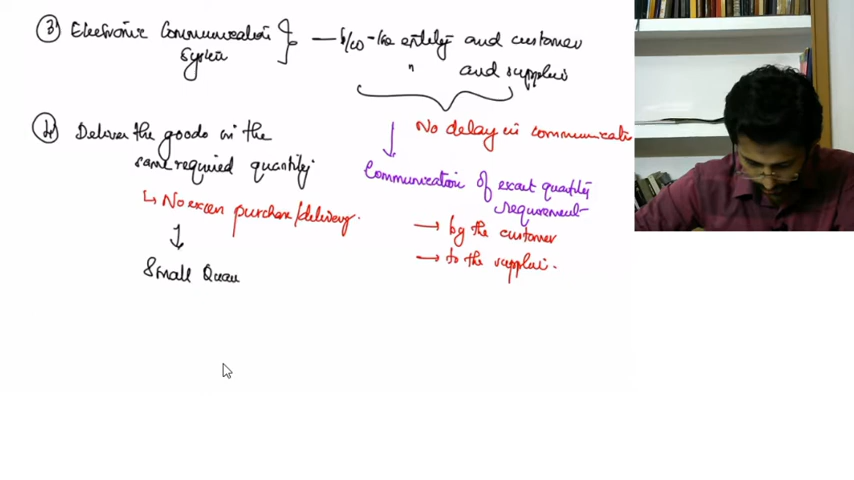 ③ Electronic Communication System } — b/w the entity and customer
" and supplier
No delay in communicati
↓
Communication of exact quantity requirement
→ by the customer
→ to the supplier.
④ Deliver the goods in the
same required quantity
↳ No excess purchase/delivery.
↓
Small Quan